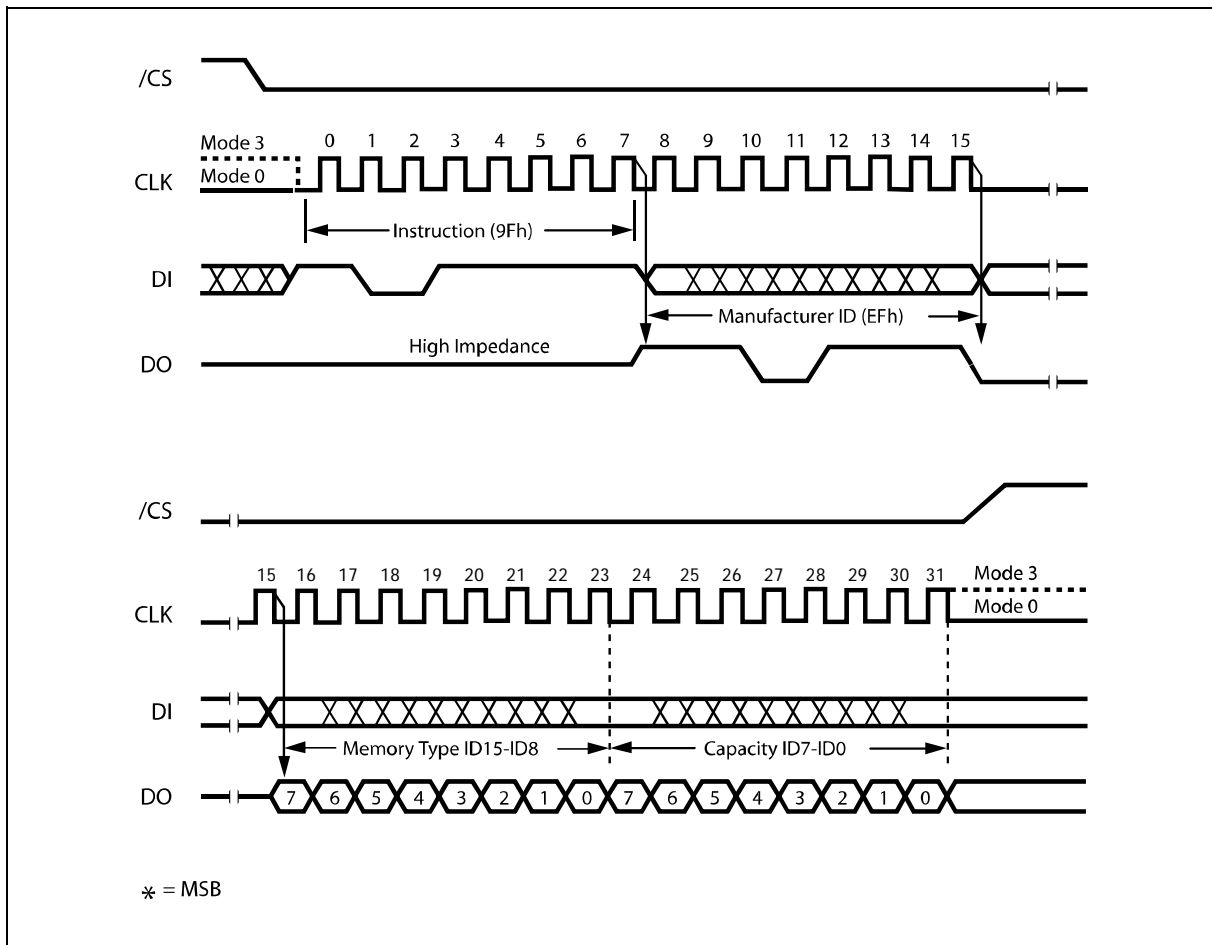 /CS
Mode 3
Mode 0
CLK
0 1 2 3 4 5 6 7 8 9 10 11 12 13 14 15
Instruction (9Fh)
DI
Manufacturer ID (EFh)
High Impedance
DO
/CS
15 16 17 18 19 20 21 22 23 24 25 26 27 28 29 30 31
Mode 3
Mode 0
CLK
DI
Memory Type ID15-ID8
Capacity ID7-ID0
DO
7 6 5 4 3 2 1 0 7 6 5 4 3 2 1 0
* = MSB